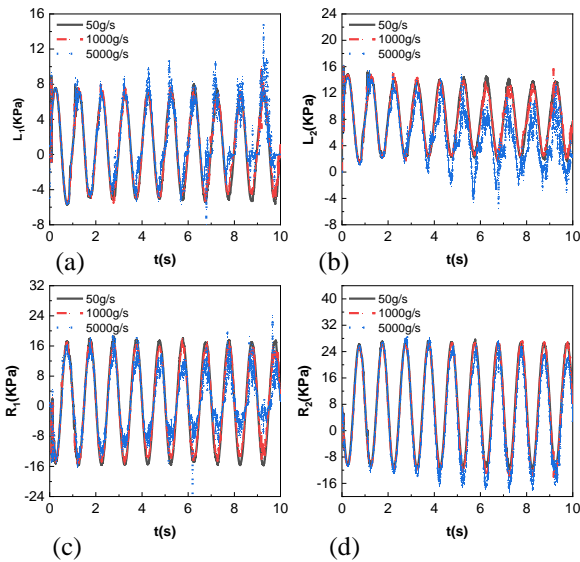 16
12
8
4
0
-4
-8
L₁(KPa)
50g/s
1000g/s
5000g/s
0 2 4 6 8 10
(a)
t(s)
24
20
16
12
8
4
0
-4
-8
L₂(KPa)
50g/s
1000g/s
5000g/s
0 2 4 6 8 10
(b)
t(s)
32
24
16
8
0
-8
-16
-24
R₁(KPa)
50g/s
1000g/s
5000g/s
0 2 4 6 8 10
(c)
t(s)
40
32
24
16
8
0
-8
-16
R₂(KPa)
50g/s
1000g/s
5000g/s
0 2 4 6 8 10
(d)
t(s)